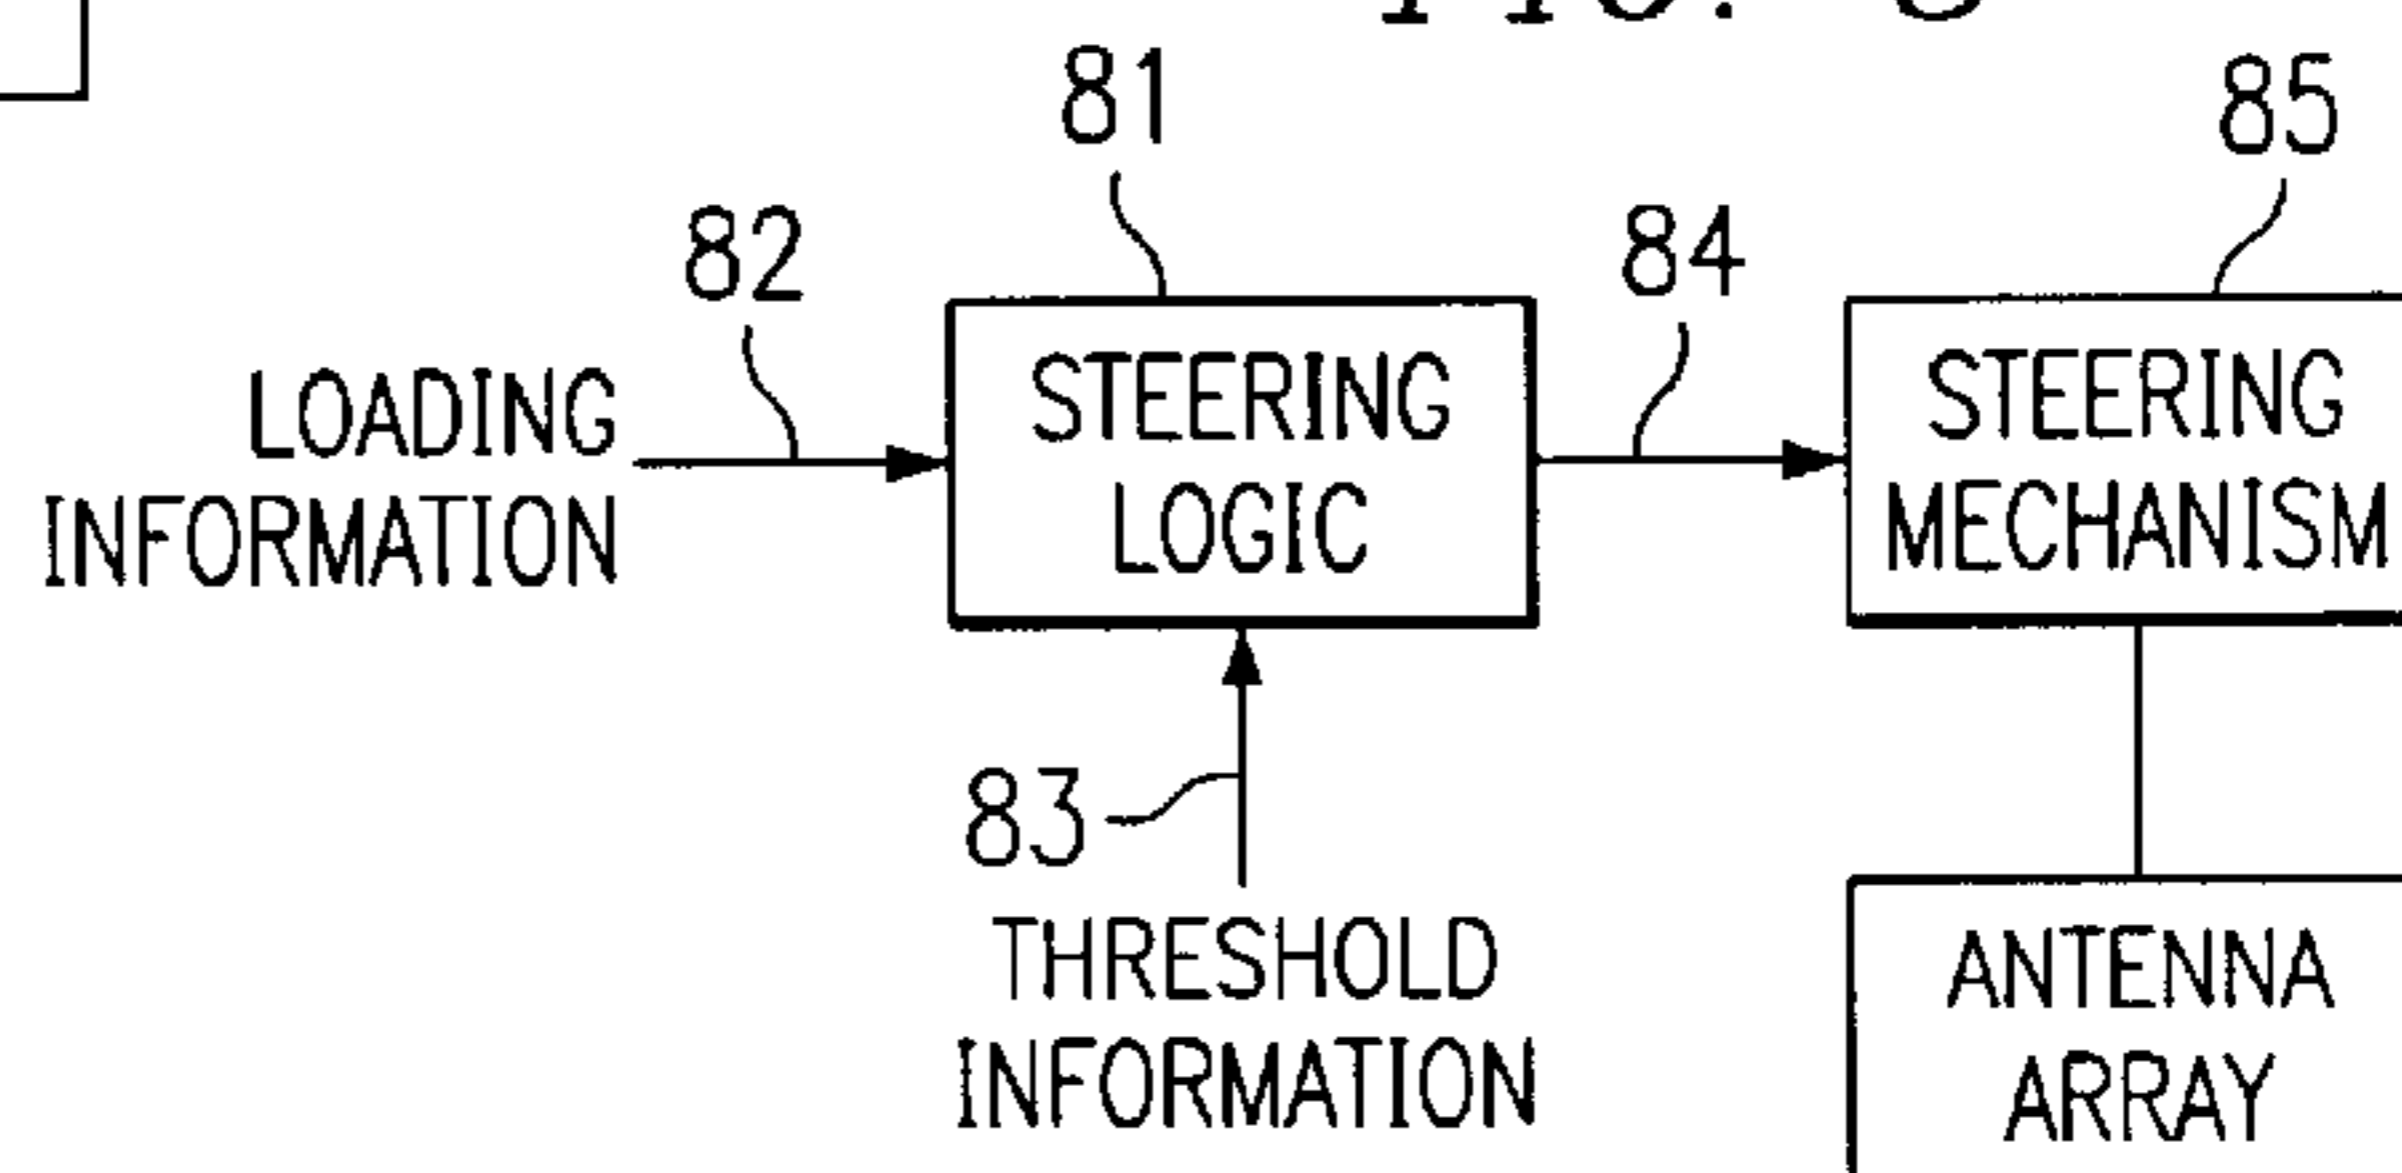 81
85
82
84
LOADING
INFORMATION
STEERING
LOGIC
STEERING
MECHANISM
83
THRESHOLD
INFORMATION
ANTENNA
ARRAY